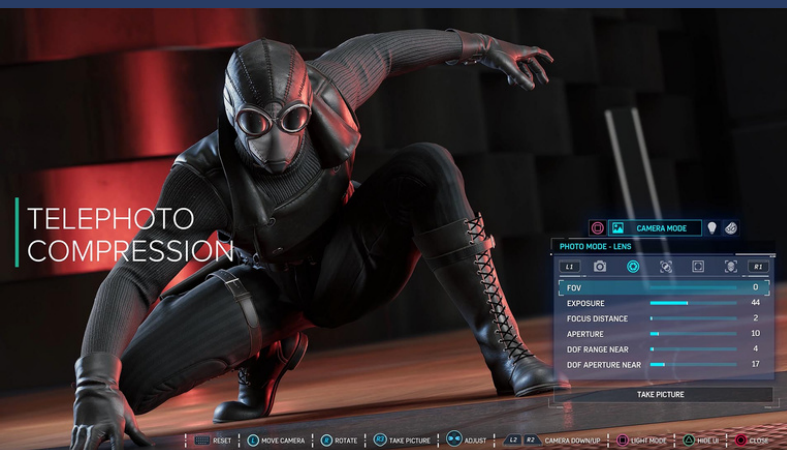 TELEPHOTO
COMPRESSION
CAMERA MODE
PHOTO MODE - LENS
L1 R1
FOV 0
EXPOSURE 44
FOCUS DISTANCE 2
APERTURE 10
DOF RANGE NEAR 4
DOF APERTURE NEAR 17
TAKE PICTURE
RESET L MOVE CAMERA R ROTATE R3 TAKE PICTURE ADJUST L2 R2 CAMERA DOWN/UP LIGHT MODE HIDE UI CLOSE